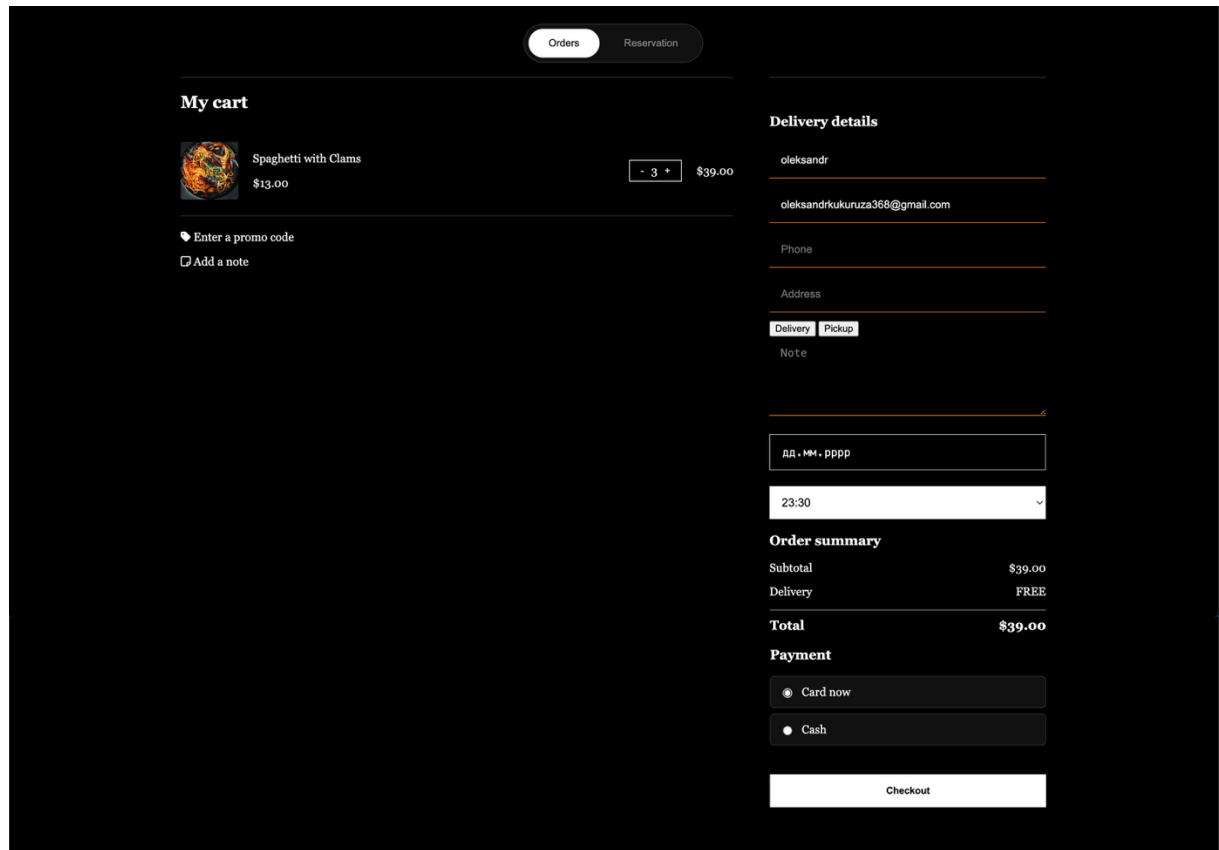 Orders Reservation
My cart
Spaghetti with Clams
$13.00
- 3 + $39.00
Enter a promo code
Add a note
Delivery details
oleksandr
oleksandrkukuruza368@gmail.com
Phone
Address
Delivery Pickup
Note
дд.мм.рррр
23:30
Order summary
Subtotal $39.00
Delivery FREE
Total $39.00
Payment
Card now
Cash
Checkout